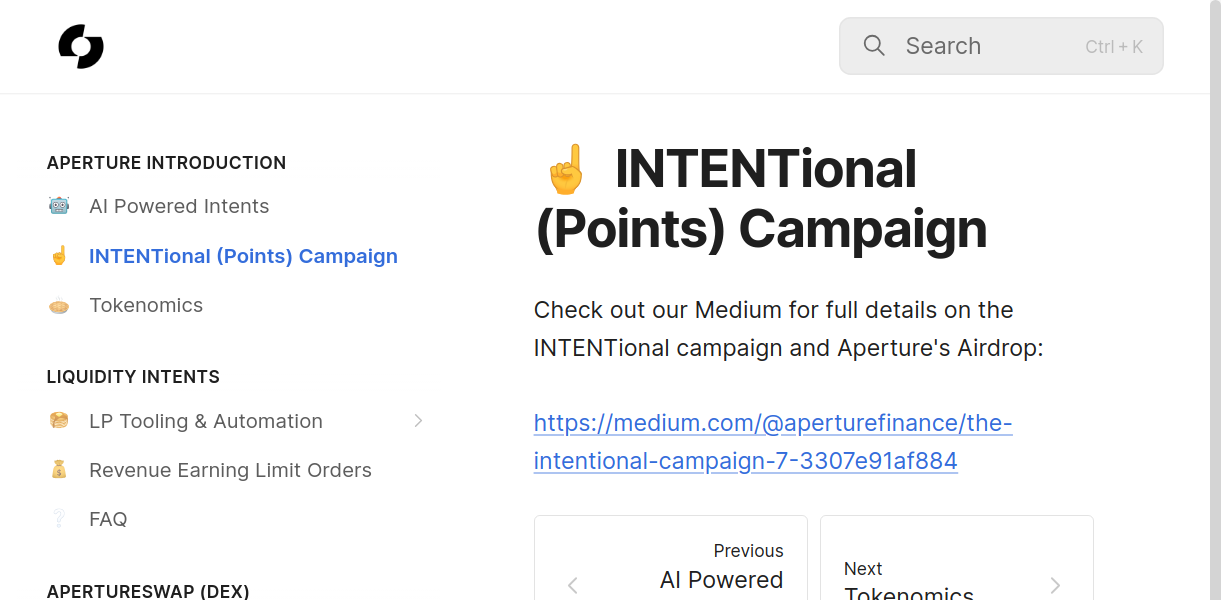 Search
Ctrl + K
APERTURE INTRODUCTION
AI Powered Intents
INTENTional (Points) Campaign
Tokenomics
LIQUIDITY INTENTS
LP Tooling & Automation
Revenue Earning Limit Orders
FAQ
APERTURESWAP (DEX)
INTENTional
(Points) Campaign
Check out our Medium for full details on the
INTENTional campaign and Aperture's Airdrop:
https://medium.com/@aperturefinance/the-
intentional-campaign-7-3307e91af884
Previous
AI Powered
Next
Tokenomics